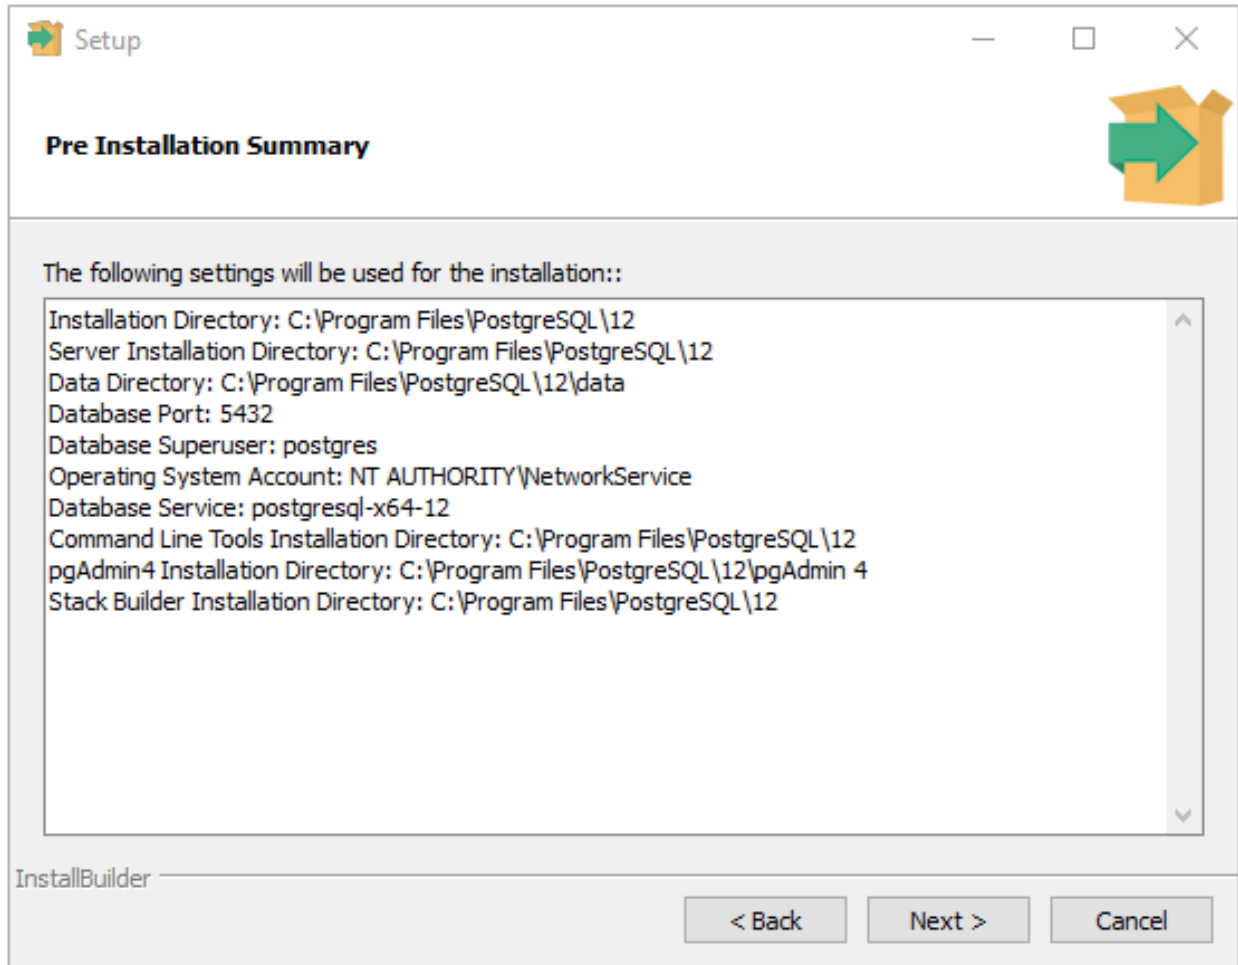 Setup
Pre Installation Summary
The following settings will be used for the installation::
Installation Directory: C:\Program Files\PostgreSQL\12
Server Installation Directory: C:\Program Files\PostgreSQL\12
Data Directory: C:\Program Files\PostgreSQL\12\data
Database Port: 5432
Database Superuser: postgres
Operating System Account: NT AUTHORITY\NetworkService
Database Service: postgresql-x64-12
Command Line Tools Installation Directory: C:\Program Files\PostgreSQL\12
pgAdmin4 Installation Directory: C:\Program Files\PostgreSQL\12\pgAdmin 4
Stack Builder Installation Directory: C:\Program Files\PostgreSQL\12
InstallBuilder
< Back Next > Cancel